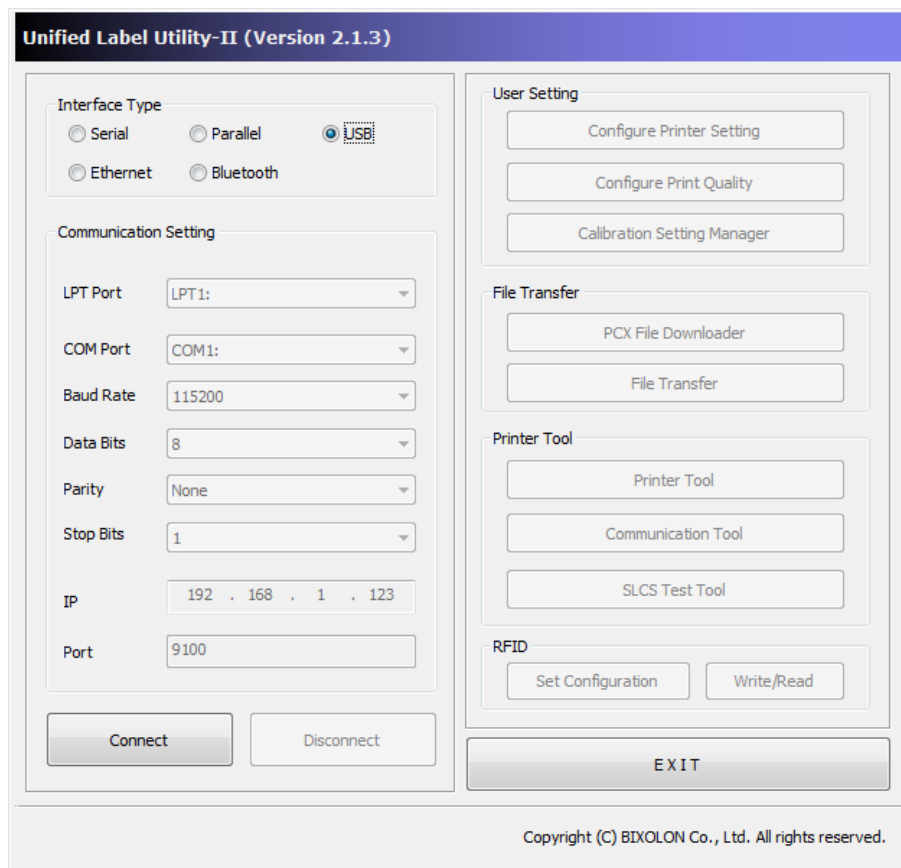 Unified Label Utility-II (Version 2.1.3)
Interface Type
Serial Parallel USB
Ethernet Bluetooth
Communication Setting
LPT Port LPT1:
COM Port COM1:
Baud Rate 115200
Data Bits 8
Parity None
Stop Bits 1
IP 192 . 168 . 1 . 123
Port 9100
Connect Disconnect
User Setting
Configure Printer Setting
Configure Print Quality
Calibration Setting Manager
File Transfer
PCX File Downloader
File Transfer
Printer Tool
Printer Tool
Communication Tool
SLCS Test Tool
RFID
Set Configuration Write/Read
EXIT
Copyright (C) BIXOLON Co., Ltd. All rights reserved.